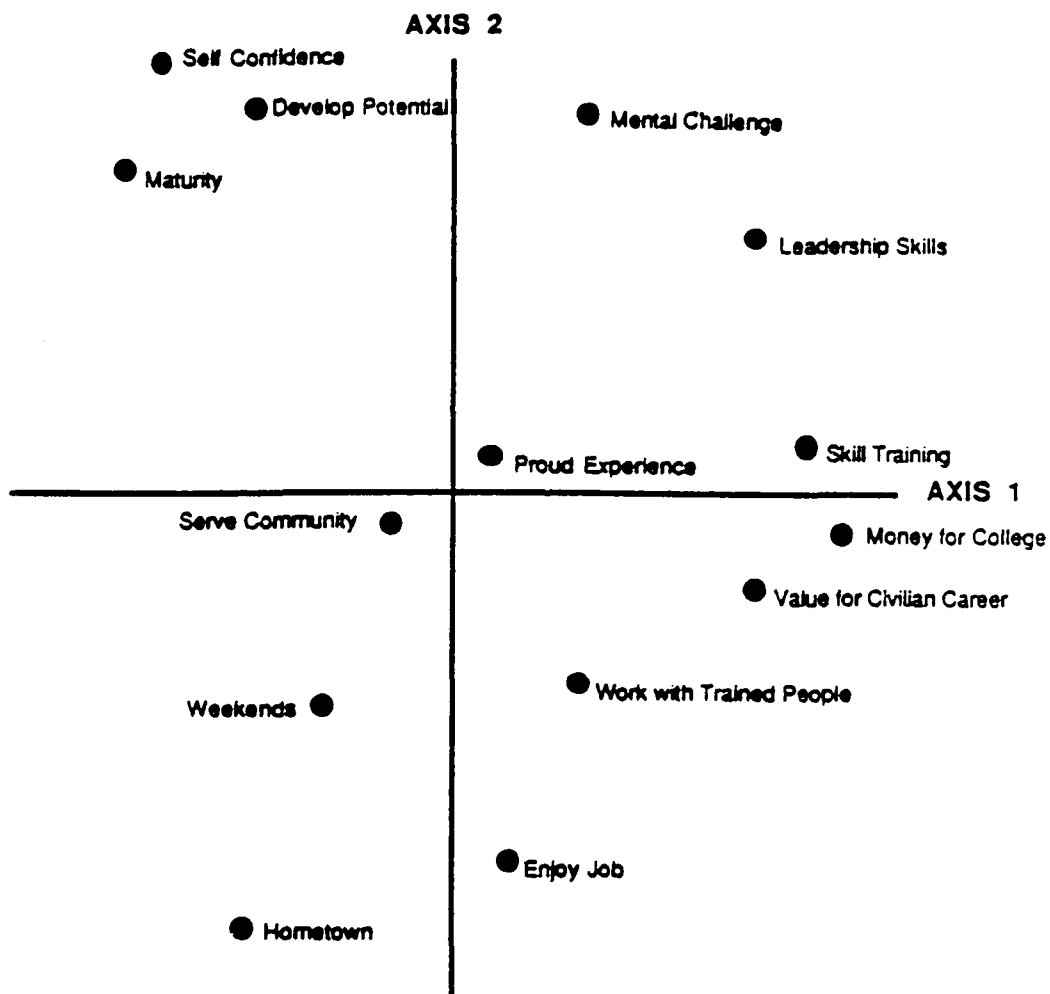 AXIS 2
Self Confidence
Develop Potential
Mental Challenge
Maturity
Leadership Skills
Skill Training
Proud Experience
AXIS 1
Serve Community
Money for College
Value for Civilian Career
Work with Trained People
Weekends
Enjoy Job
Hometown